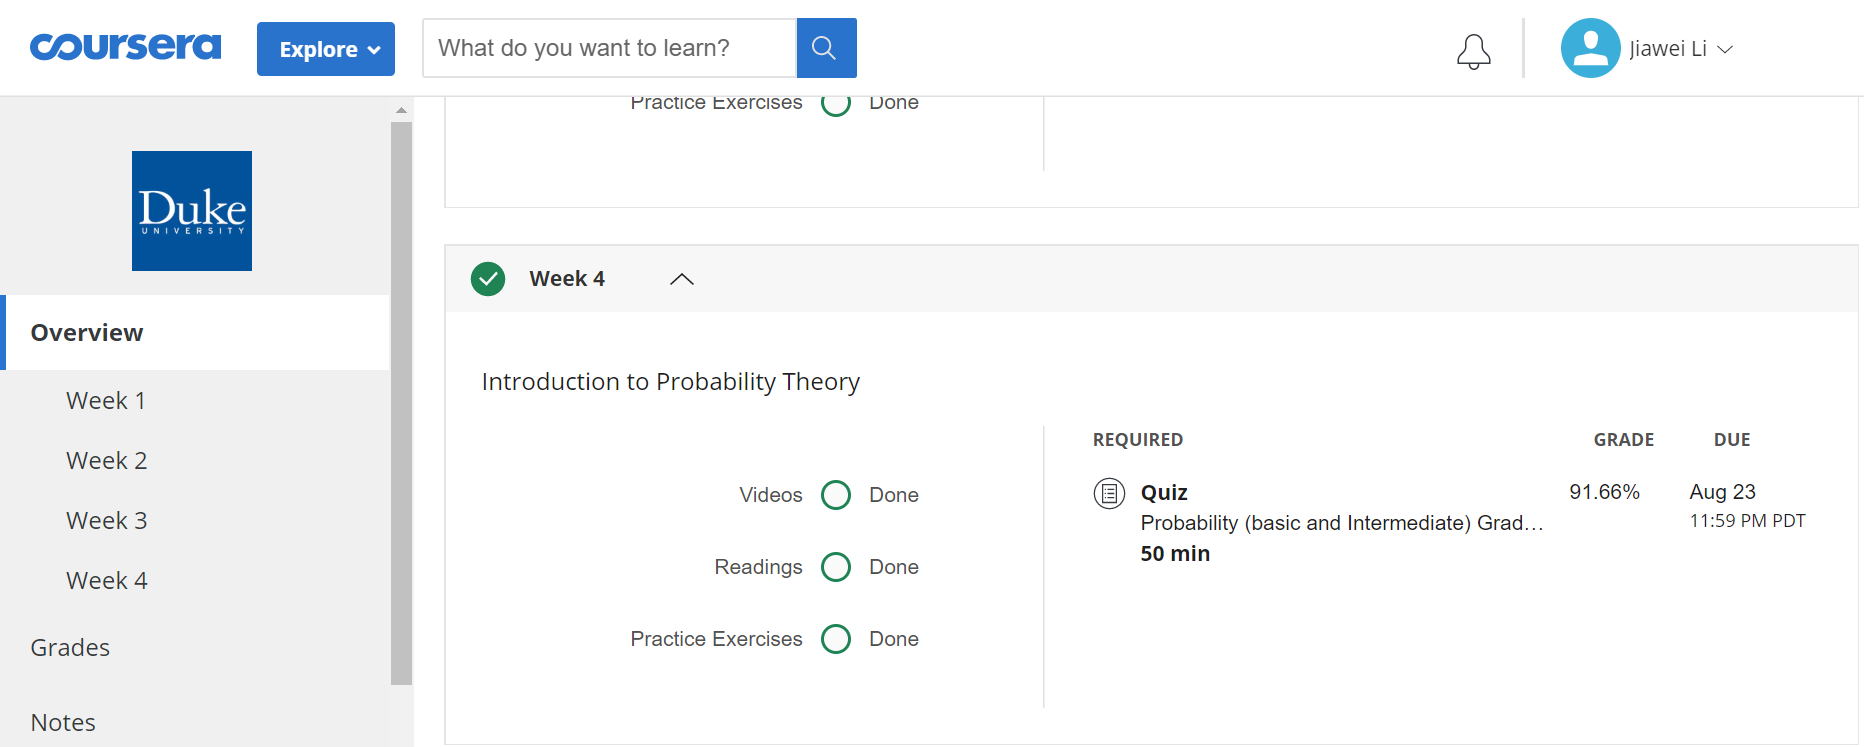 coursera
Explore
What do you want to learn?
Jiawei Li
Practice Exercises Done
Duke
UNIVERSITY
Overview
Week 1
Week 2
Week 3
Week 4
Grades
Notes
Week 4
Introduction to Probability Theory
Videos Done
Readings Done
Practice Exercises Done
REQUIRED GRADE DUE
Quiz 91.66% Aug 23
Probability (basic and Intermediate) Grad... 11:59 PM PDT
50 min